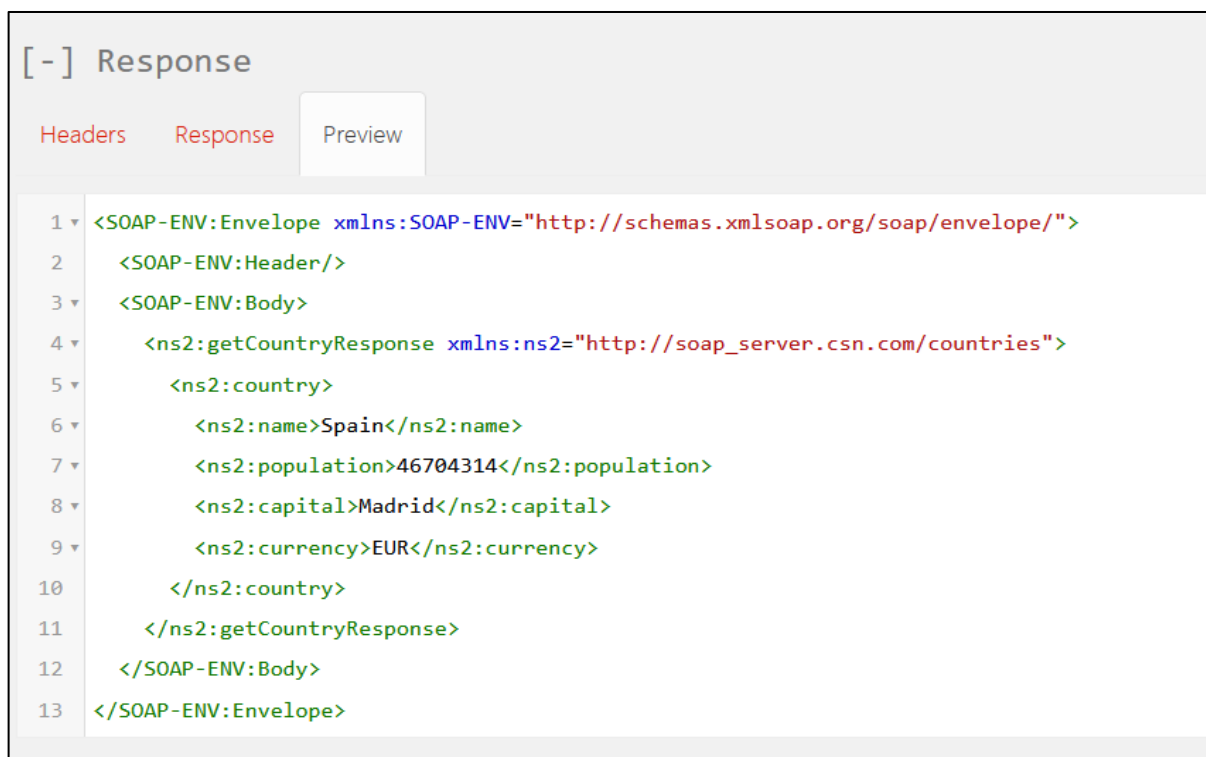 [-] Response
Headers Response Preview
1 <SOAP-ENV:Envelope xmlns:SOAP-ENV="http://schemas.xmlsoap.org/soap/envelope/">
2 <SOAP-ENV:Header/>
3 <SOAP-ENV:Body>
4 <ns2:getCountryResponse xmlns:ns2="http://soap_server.csn.com/countries">
5 <ns2:country>
6 <ns2:name>Spain</ns2:name>
7 <ns2:population>46704314</ns2:population>
8 <ns2:capital>Madrid</ns2:capital>
9 <ns2:currency>EUR</ns2:currency>
10 </ns2:country>
11 </ns2:getCountryResponse>
12 </SOAP-ENV:Body>
13 </SOAP-ENV:Envelope>